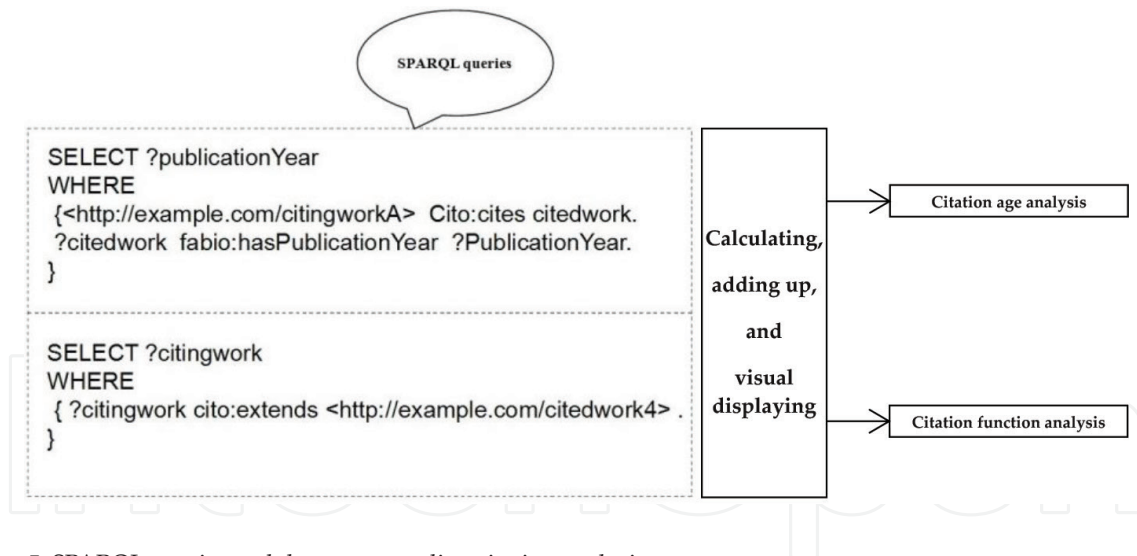 SPARQL queries
SELECT ?publicationYear
WHERE
{<http://example.com/citingworkA> Cito:cites citedwork.
?citedwork fabio:hasPublicationYear ?PublicationYear.
}
SELECT ?citingwork
WHERE
{ ?citingwork cito:extends <http://example.com/citedwork4> .
}
Calculating,
adding up,
and
visual
displaying
Citation age analysis
Citation function analysis